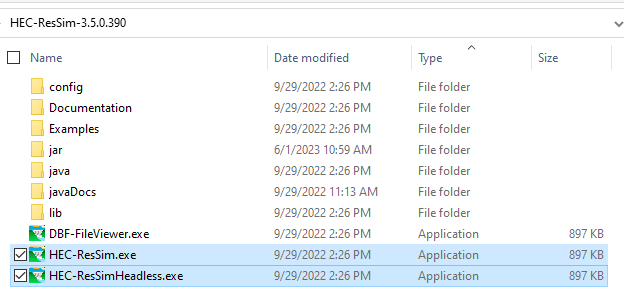 HEC-ResSim-3.5.0.390
Name Date modified Type Size
config 9/29/2022 2:26 PM File folder
Documentation 9/29/2022 2:26 PM File folder
Examples 9/29/2022 2:26 PM File folder
jar 6/1/2023 10:59 AM File folder
java 9/29/2022 2:26 PM File folder
javaDocs 9/29/2022 11:13 AM File folder
lib 9/29/2022 2:26 PM File folder
DBF-FileViewer.exe 9/29/2022 2:26 PM Application 897 KB
HEC-ResSim.exe 9/29/2022 2:26 PM Application 897 KB
HEC-ResSimHeadless.exe 9/29/2022 2:26 PM Application 897 KB